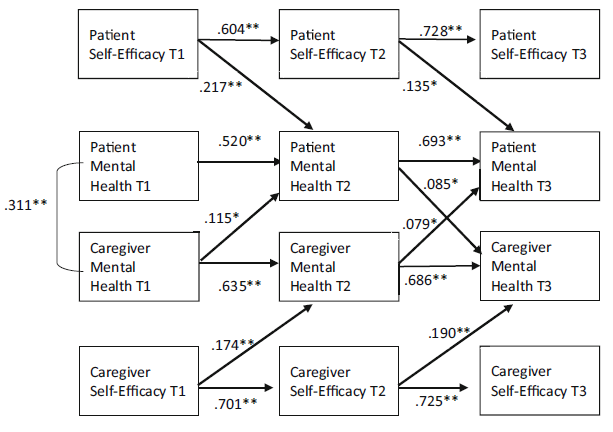 Patient
Self-Efficacy T1
.604**
Patient
Self-Efficacy T2
.728**
Patient
Self-Efficacy T3
.217**
.135*
Patient
Mental
Health T1
.520**
Patient
Mental
Health T2
.693**
Patient
Mental
Health T3
.085*
.311**
.115*
.079*
Caregiver
Mental
Health T1
.635**
Caregiver
Mental
Health T2
.686**
Caregiver
Mental
Health T3
.174**
.190**
Caregiver
Self-Efficacy T1
.701**
Caregiver
Self-Efficacy T2
.725**
Caregiver
Self-Efficacy T3